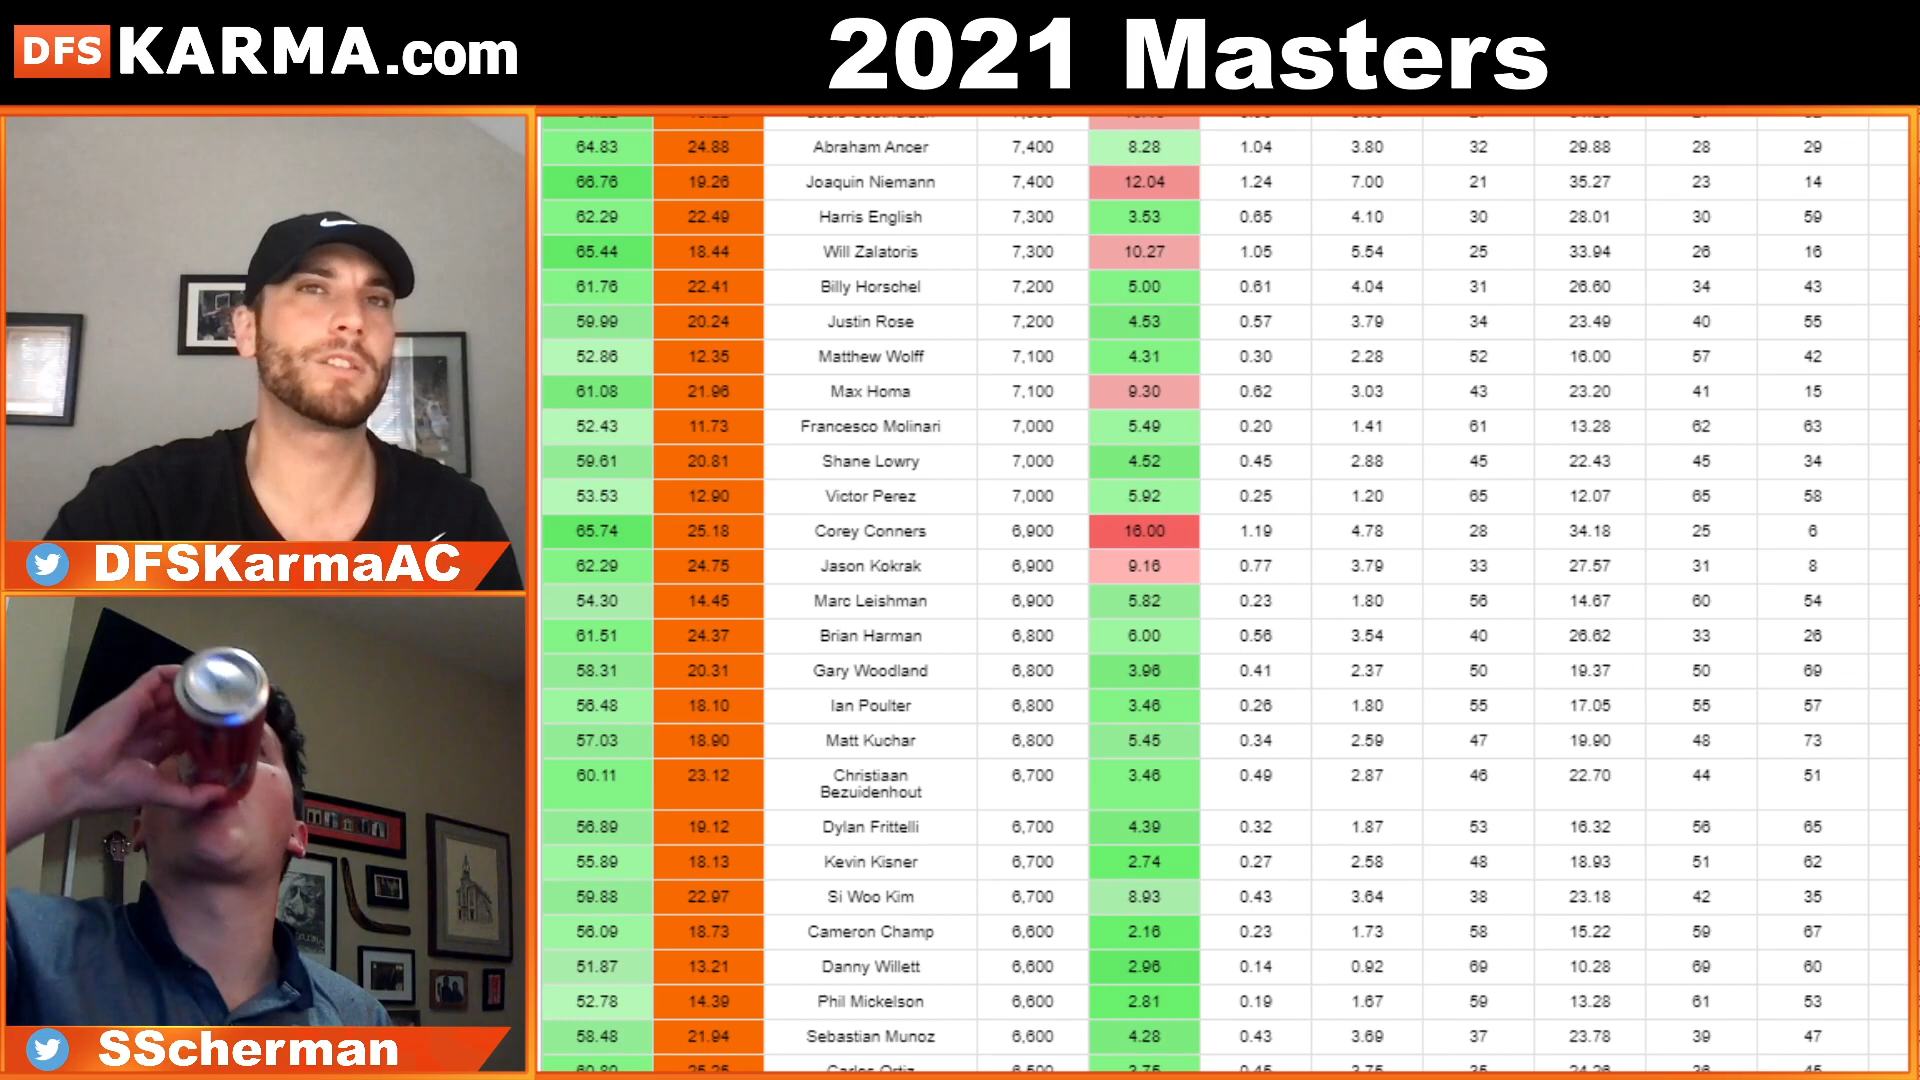 DFS KARMA.com
2021 Masters
64.83 24.88 Abraham Ancer 7,400 8.28 1.04 3.80 32 29.88 28 29
66.76 19.26 Joaquin Niemann 7,400 12.04 1.24 7.00 21 35.27 23 14
62.29 22.49 Harris English 7,300 3.53 0.65 4.10 30 28.01 30 59
65.44 18.44 Will Zalatoris 7,300 10.27 1.05 5.54 25 33.94 26 16
61.76 22.41 Billy Horschel 7,200 5.00 0.61 4.04 31 26.60 34 43
59.99 20.24 Justin Rose 7,200 4.53 0.57 3.79 34 23.49 40 55
52.86 12.35 Matthew Wolff 7,100 4.31 0.30 2.28 52 16.00 57 42
61.08 21.96 Max Homa 7,100 9.30 0.62 3.03 43 23.20 41 15
52.43 11.73 Francesco Molinari 7,000 5.49 0.20 1.41 61 13.28 62 63
59.61 20.81 Shane Lowry 7,000 4.52 0.45 2.88 45 22.43 45 34
53.53 12.90 Victor Perez 7,000 5.92 0.25 1.20 65 12.07 65 58
65.74 25.18 Corey Conners 6,900 16.00 1.19 4.78 28 34.18 25 6
62.29 24.75 Jason Kokrak 6,900 9.16 0.77 3.79 33 27.57 31 8
54.30 14.45 Marc Leishman 6,900 5.82 0.23 1.80 56 14.67 60 54
61.51 24.37 Brian Harman 6,800 6.00 0.56 3.54 40 26.62 33 26
58.31 20.31 Gary Woodland 6,800 3.96 0.41 2.37 50 19.37 50 69
56.48 18.10 Ian Poulter 6,800 3.46 0.26 1.80 55 17.05 55 57
57.03 18.90 Matt Kuchar 6,800 5.45 0.34 2.59 47 19.90 48 73
60.11 23.12 Christiaan 6,700 3.46 0.49 2.87 46 22.70 44 51
Bezuidenhout
56.89 19.12 Dylan Frittelli 6,700 4.39 0.32 1.87 53 16.32 56 65
55.89 18.13 Kevin Kisner 6,700 2.74 0.27 2.58 48 18.93 51 62
59.88 22.97 Si Woo Kim 6,700 8.93 0.43 3.64 38 23.18 42 35
56.09 18.73 Cameron Champ 6,600 2.16 0.23 1.73 58 15.22 59 67
51.87 13.21 Danny Willett 6,600 2.96 0.14 0.92 69 10.28 69 60
52.78 14.39 Phil Mickelson 6,600 2.81 0.19 1.67 59 13.28 61 53
58.48 21.94 Sebastian Munoz 6,600 4.28 0.43 3.69 37 23.78 39 47
DFSKarmaAC
SScherman